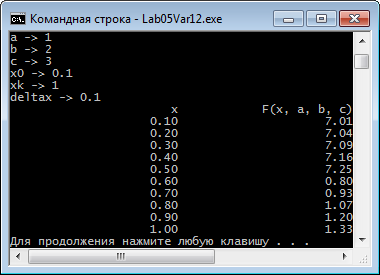 Командная строка - Lab05Var12.exe
a -> 1
b -> 2
c -> 3
x0 -> 0.1
xk -> 1
deltax -> 0.1
x F(x, a, b, c)
0.10 7.01
0.20 7.04
0.30 7.09
0.40 7.16
0.50 7.25
0.60 0.80
0.70 0.93
0.80 1.07
0.90 1.20
1.00 1.33
Для продолжения нажмите любую клавишу . . .